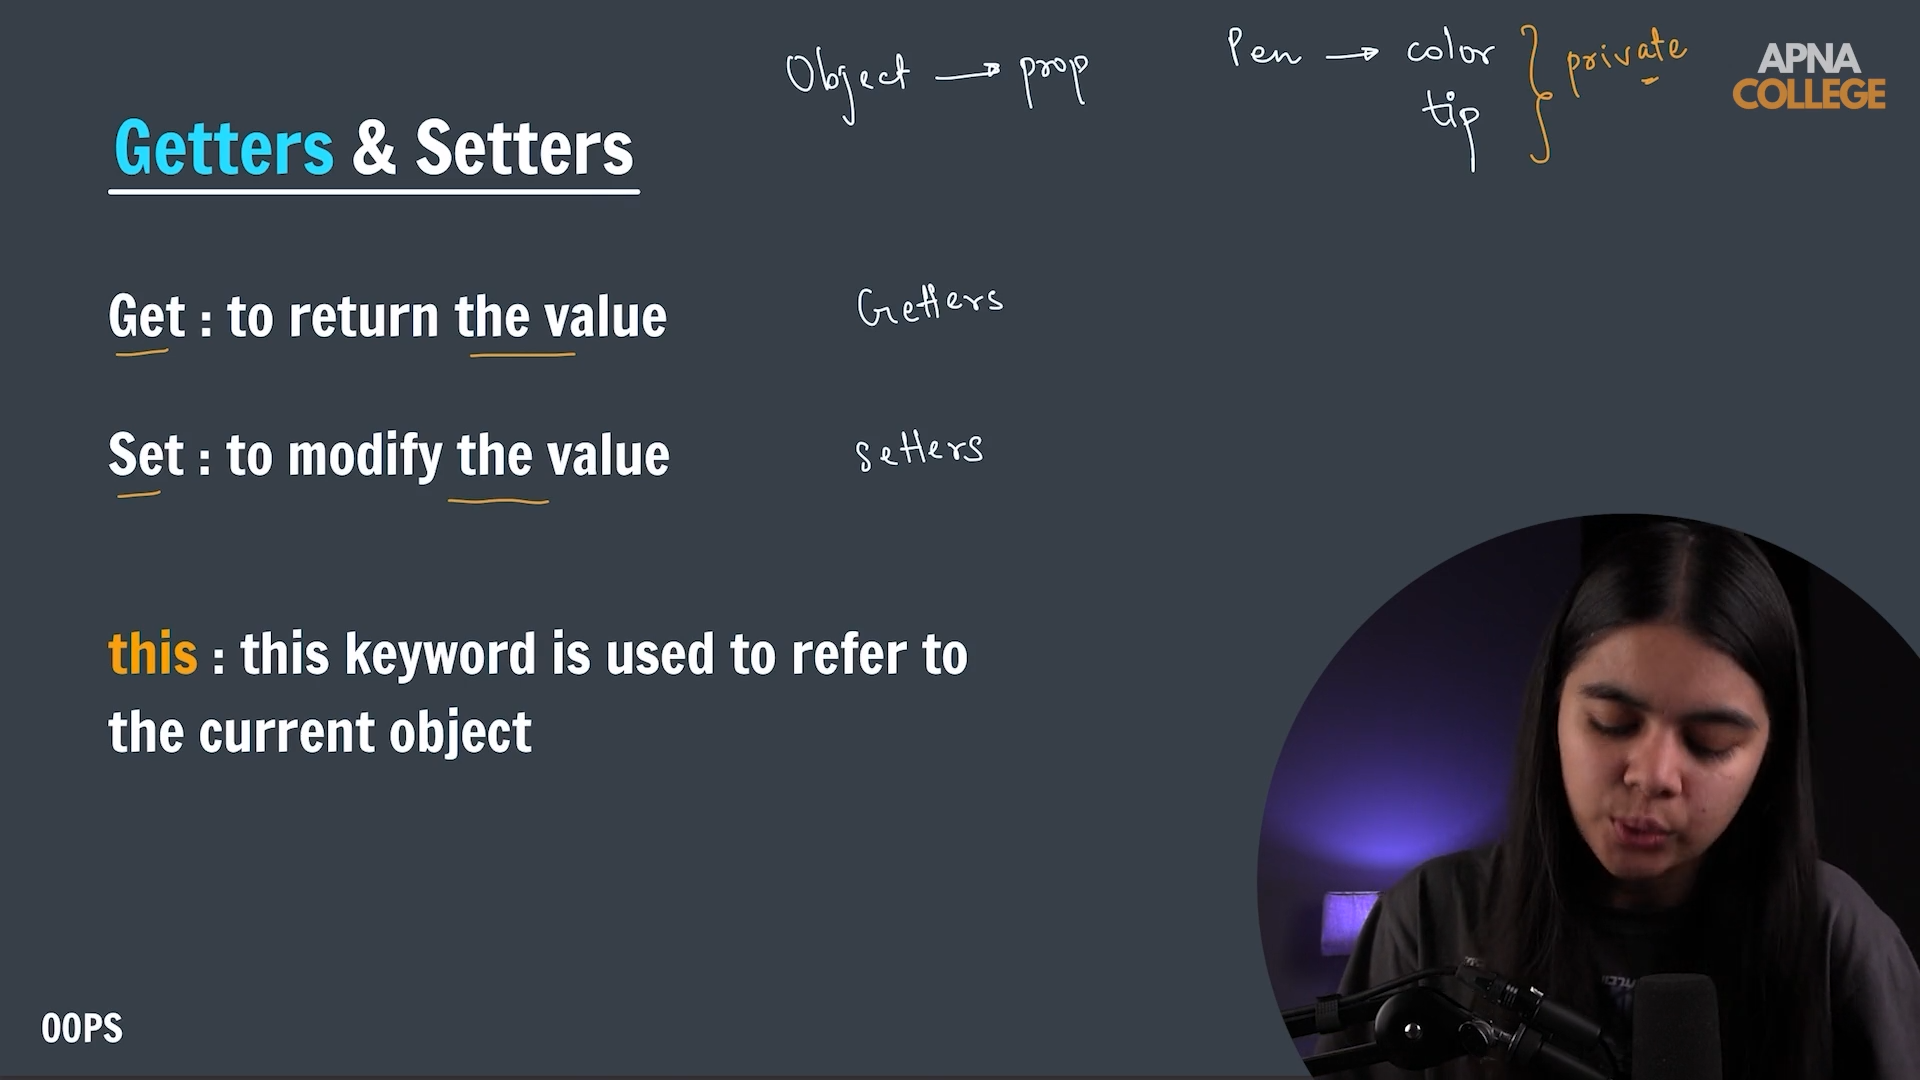 Object → prop
Pen → color
tip
} private
APNA
COLLEGE
Getters & Setters
Get : to return the value
Getters
Set : to modify the value
setters
this : this keyword is used to refer to
the current object
OOPS